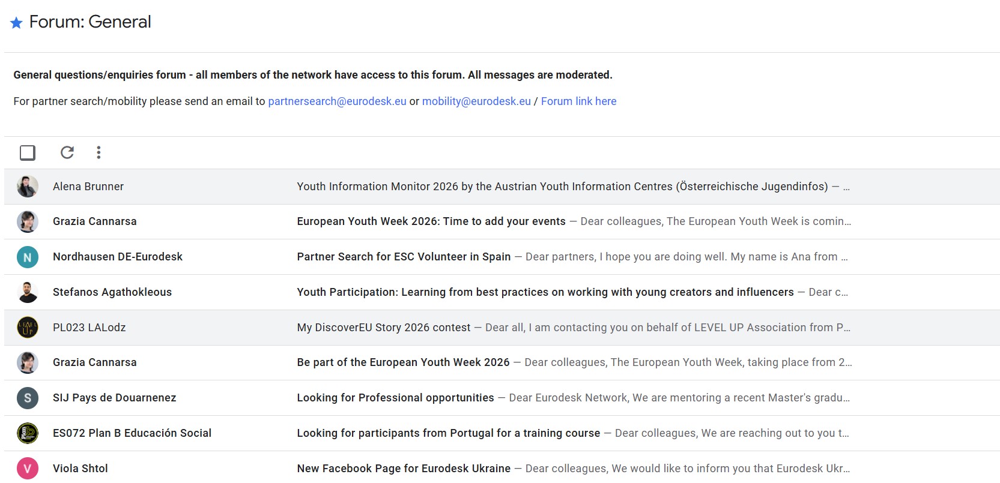 Forum: General
General questions/enquiries forum - all members of the network have access to this forum. All messages are moderated.
For partner search/mobility please send an email to partnersearch@eurodesk.eu or mobility@eurodesk.eu / Forum link here
Alena Brunner Youth Information Monitor 2026 by the Austrian Youth Information Centres (Österreichische Jugendinfos) — ...
Grazia Cannarsa European Youth Week 2026: Time to add your events — Dear colleagues, The European Youth Week is comin...
N Nordhausen DE-Eurodesk Partner Search for ESC Volunteer in Spain — Dear partners, I hope you are doing well. My name is Ana from ...
Stefanos Agathokleous Youth Participation: Learning from best practices on working with young creators and influencers — Dear c...
LEVEL UP PL023 LALodz My DiscoverEU Story 2026 contest — Dear all, I am contacting you on behalf of LEVEL UP Association from P...
Grazia Cannarsa Be part of the European Youth Week 2026 — Dear colleagues, The European Youth Week, taking place from 2...
S SIJ Pays de Douarnenez Looking for Professional opportunities — Dear Eurodesk Network, We are mentoring a recent Master's gradu...
Plan b ES072 Plan B Educación Social Looking for participants from Portugal for a training course — Dear colleagues, We are reaching out to you t...
V Viola Shtol New Facebook Page for Eurodesk Ukraine — Dear colleagues, We would like to inform you that Eurodesk Ukr...